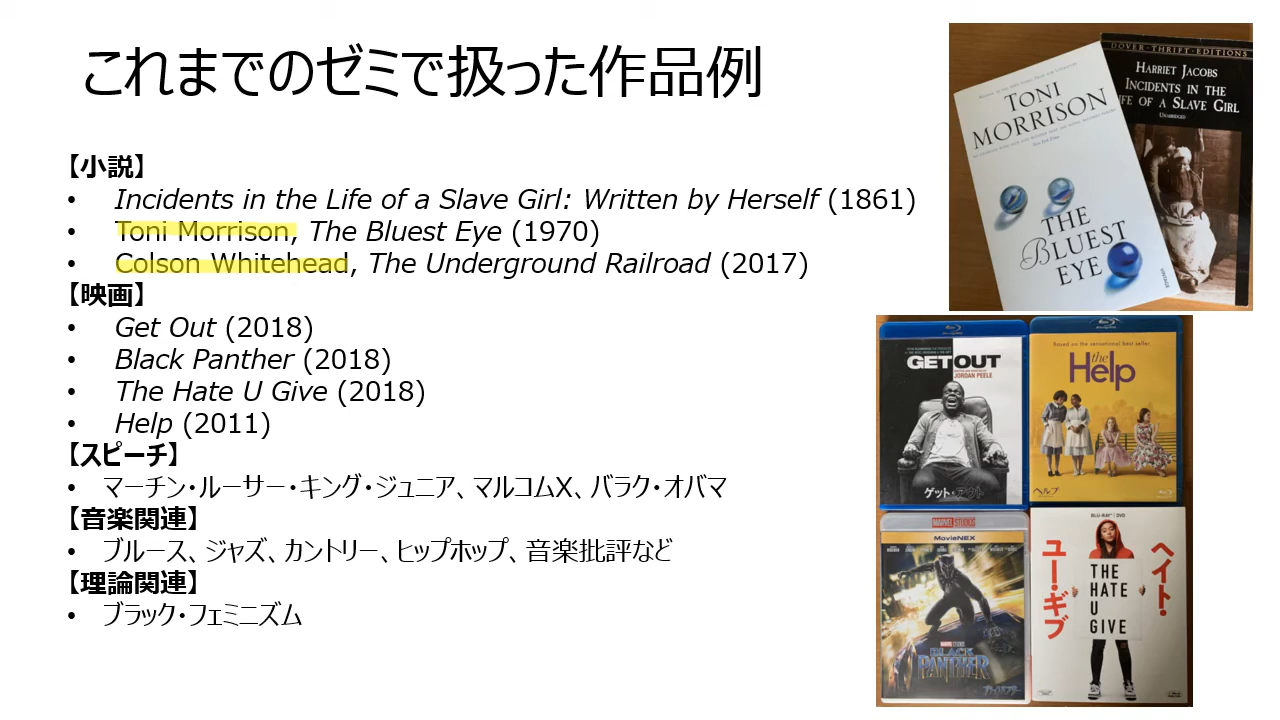 これまでのゼミで扱った作品例
【小説】
• Incidents in the Life of a Slave Girl: Written by Herself (1861)
• Toni Morrison, The Bluest Eye (1970)
• Colson Whitehead, The Underground Railroad (2017)
【映画】
• Get Out (2018)
• Black Panther (2018)
• The Hate U Give (2018)
• Help (2011)
【スピーチ】
• マーチン・ルーサー・キング・ジュニア、マルコムX、バラク・オバマ
【音楽関連】
• ブルース、ジャズ、カントリー、ヒップホップ、音楽批評など
【理論関連】
• ブラック・フェミニズム
DOVER · THRIFT · EDITIONS
HARRIET JACOBS
INCIDENTS IN THE
LIFE OF A SLAVE GIRL
UNABRIDGED
TONI
MORRISON
THE
BLUEST
EYE
GET OUT
JORDAN PEELE
ゲット・アウト
Based on the sensational best seller
the
Help
ヘルプ
MARVEL STUDIOS
MovieNEX
MARVEL STUDIOS
BLACK
PANTHER
ブラックパンサー
BLU-RAY DVD
ヘイト・
ユー・ギブ
THE
HATE
U
GIVE